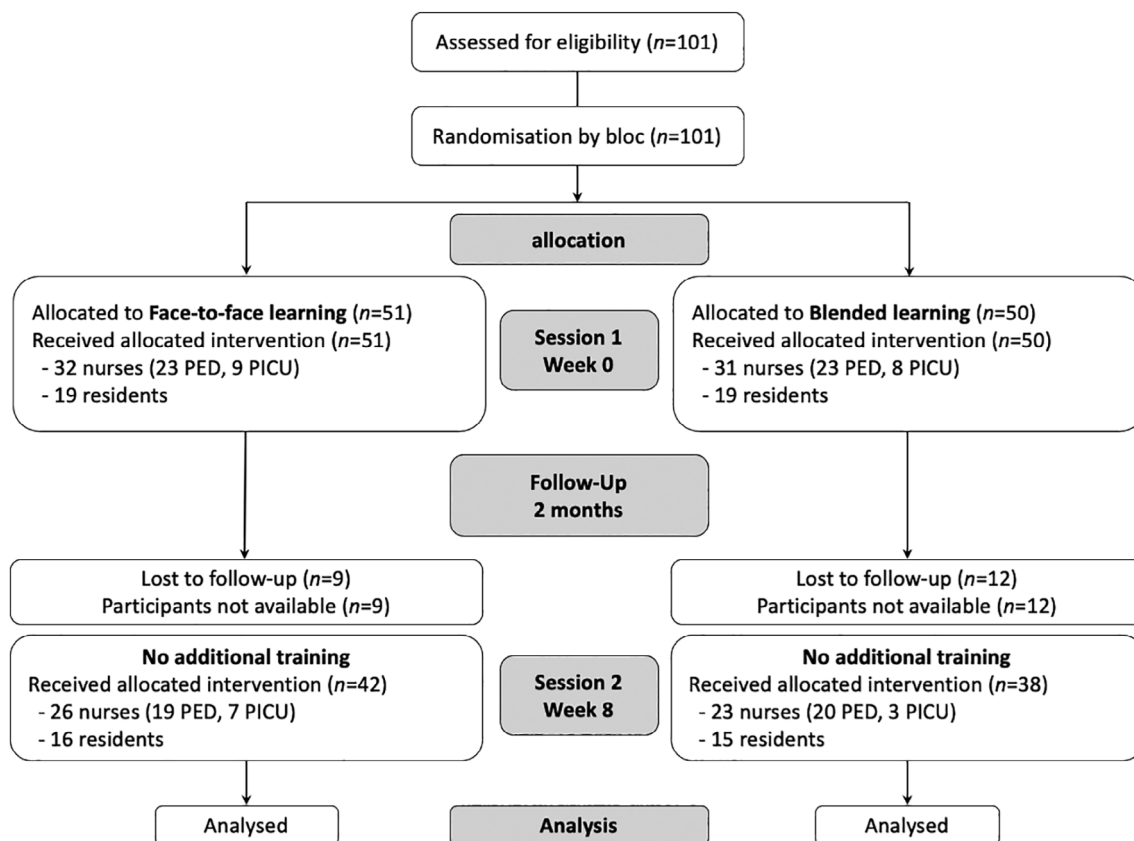 Assessed for eligibility (n=101)
Randomisation by bloc (n=101)
allocation
Allocated to Face-to-face learning (n=51)
Received allocated intervention (n=51)
- 32 nurses (23 PED, 9 PICU)
- 19 residents
Session 1
Week 0
Allocated to Blended learning (n=50)
Received allocated intervention (n=50)
- 31 nurses (23 PED, 8 PICU)
- 19 residents
Follow-Up
2 months
Lost to follow-up (n=9)
Participants not available (n=9)
Lost to follow-up (n=12)
Participants not available (n=12)
No additional training
Received allocated intervention (n=42)
- 26 nurses (19 PED, 7 PICU)
- 16 residents
Session 2
Week 8
No additional training
Received allocated intervention (n=38)
- 23 nurses (20 PED, 3 PICU)
- 15 residents
Analysed
Analysis
Analysed